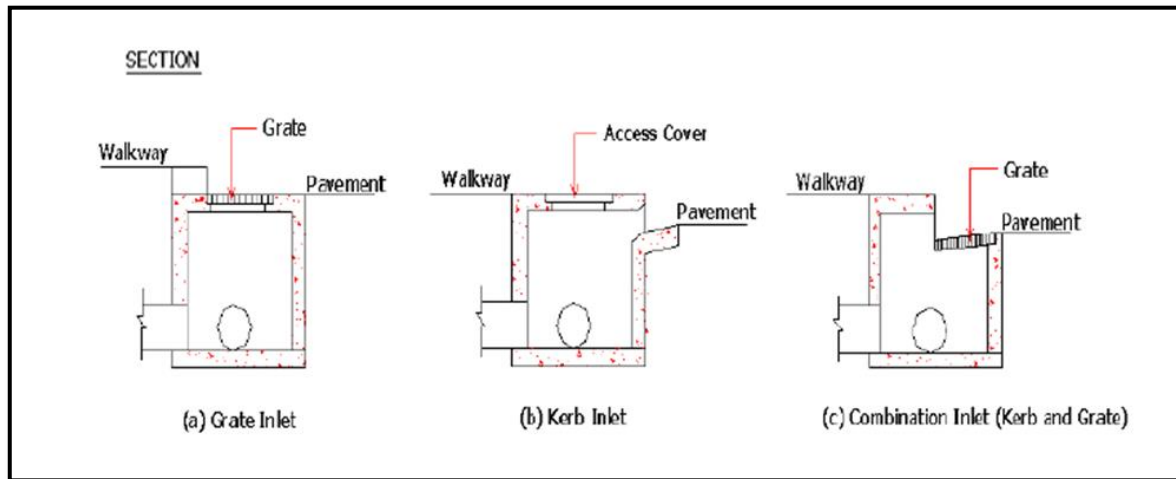 SECTION
Grate
Walkway
Pavement
(a) Grate Inlet
Access Cover
Walkway
Pavement
(b) Kerb Inlet
Grate
Walkway
Pavement
(c) Combination Inlet (Kerb and Grate)